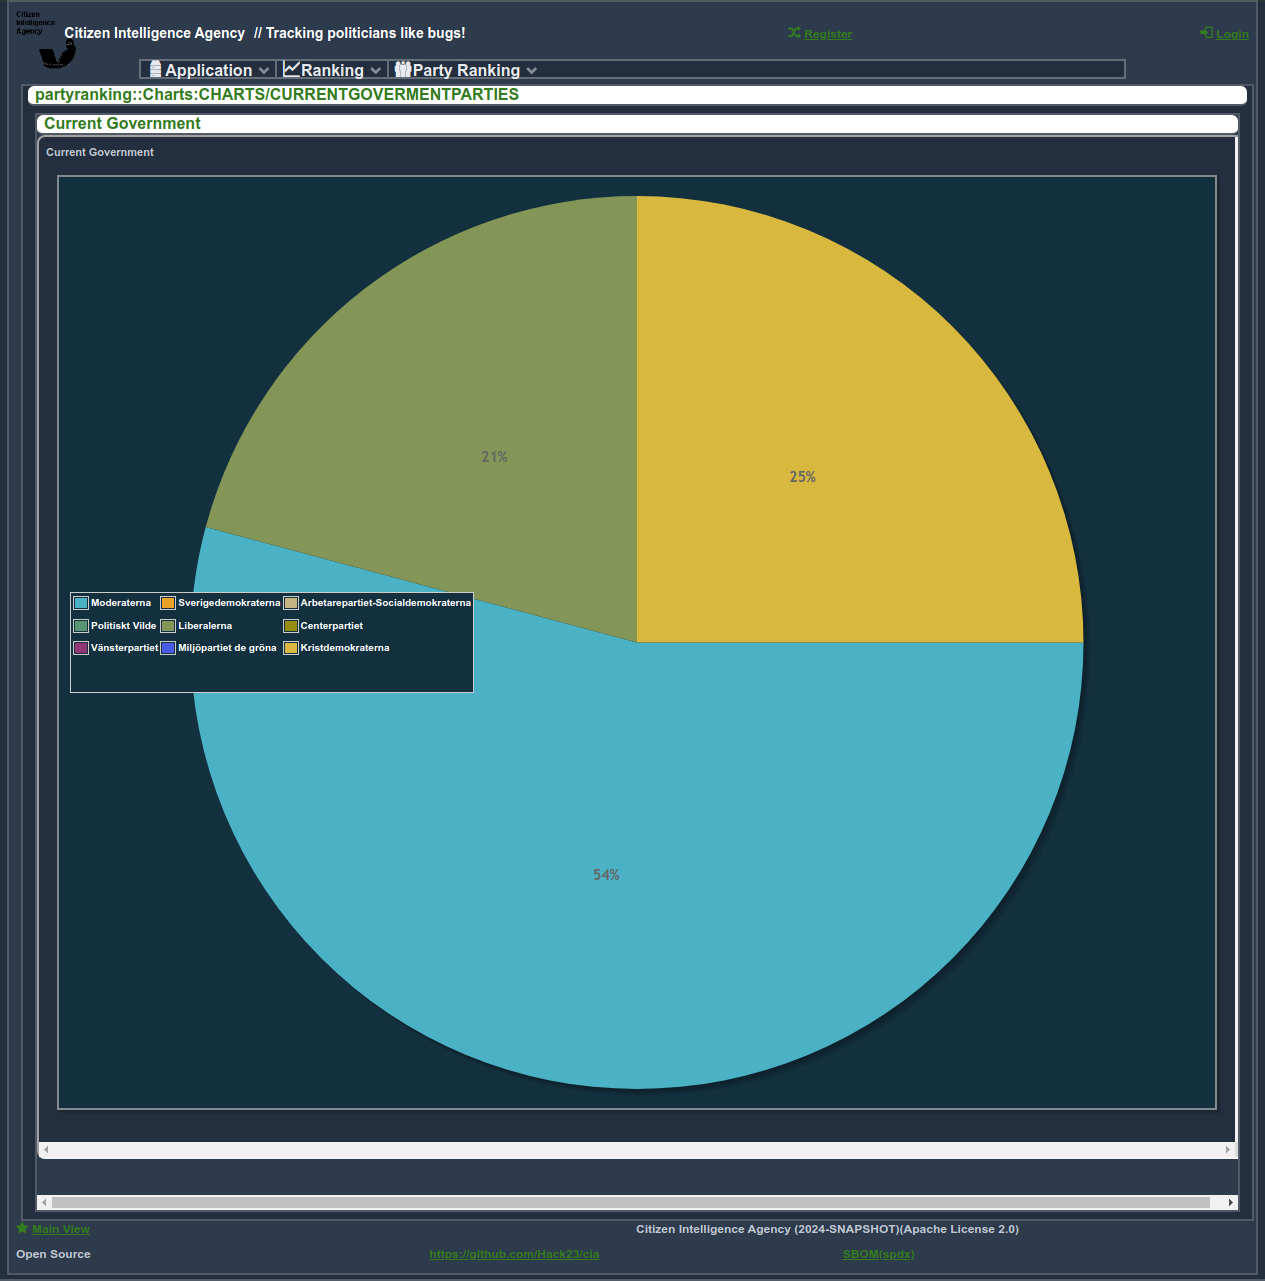 Citizen
Intelligence
Agency
Citizen Intelligence Agency // Tracking politicians like bugs!
Register
Login
Application
Ranking
Party Ranking
partyranking::Charts:CHARTS/CURRENTGOVERMENTPARTIES
Current Government
Current Government
21%
25%
Moderaterna
Sverigedemokraterna
Arbetarepartiet-Socialdemokraterna
Politiskt Vilde
Liberalerna
Centerpartiet
Vänsterpartiet
Miljöpartiet de gröna
Kristdemokraterna
54%
Main View
Citizen Intelligence Agency (2024-SNAPSHOT)(Apache License 2.0)
Open Source
https://github.com/Hack23/cia
SBOM(spdx)